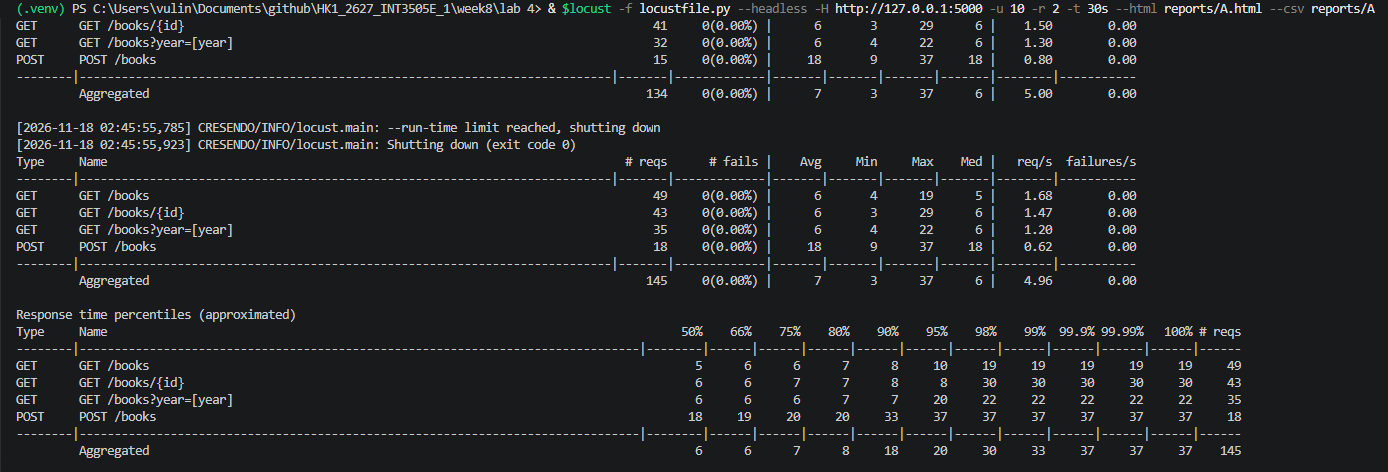 (.venv) PS C:\Users\vulin\Documents\github\HK1_2627_INT3505E_1\week8\lab 4> & $locust -f locustfile.py --headless -H http://127.0.0.1:5000 -u 10 -r 2 -t 30s --html reports/A.html --csv reports/A
GET      GET /books/{id}      41     0(0.00%) |      6       3      29      6 |    1.50        0.00
GET      GET /books?year=[year]      32     0(0.00%) |      6       4      22      6 |    1.30        0.00
POST     POST /books      15     0(0.00%) |     18       9      37     18 |    0.80        0.00
--------|----------------------------------------------------------------------------|-------|-------------|-------|-------|-------|-------|--------|-----------
Aggregated     134     0(0.00%) |      7       3      37      6 |    5.00        0.00
[2026-11-18 02:45:55,785] CRESENDO/INFO/locust.main: --run-time limit reached, shutting down
[2026-11-18 02:45:55,923] CRESENDO/INFO/locust.main: Shutting down (exit code 0)
Type     Name      # reqs      # fails |    Avg     Min     Max    Med |   req/s  failures/s
--------|----------------------------------------------------------------------------|-------|-------------|-------|-------|-------|-------|--------|-----------
GET      GET /books      49     0(0.00%) |      6       4      19      5 |    1.68        0.00
GET      GET /books/{id}      43     0(0.00%) |      6       3      29      6 |    1.47        0.00
GET      GET /books?year=[year]      35     0(0.00%) |      6       4      22      6 |    1.20        0.00
POST     POST /books      18     0(0.00%) |     18       9      37     18 |    0.62        0.00
--------|----------------------------------------------------------------------------|-------|-------------|-------|-------|-------|-------|--------|-----------
Aggregated     145     0(0.00%) |      7       3      37      6 |    4.96        0.00
Response time percentiles (approximated)
Type     Name      50%    66%    75%    80%    90%    95%    98%    99%  99.9% 99.99%   100% # reqs
--------|--------------------------------------------------------------------------------|--------|------|------|------|------|------|------|------|------|------|------|------
GET      GET /books      5      6      6      7      8     10     19     19     19     19     19     49
GET      GET /books/{id}      6      6      7      7      8      8     30     30     30     30     30     43
GET      GET /books?year=[year]      6      6      6      7      7     20     22     22     22     22     22     35
POST     POST /books      18     19     20     20     33     37     37     37     37     37     37     18
--------|--------------------------------------------------------------------------------|--------|------|------|------|------|------|------|------|------|------|------|------
Aggregated      6      6      7      8     18     20     30     33     37     37     37    145